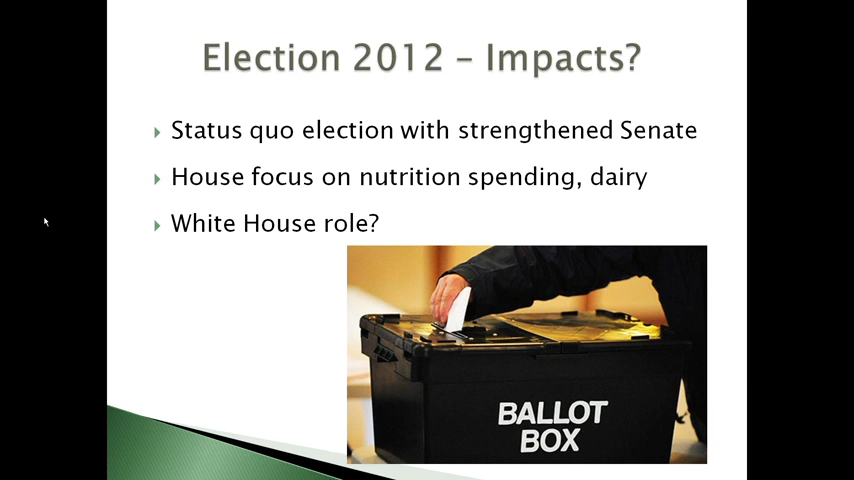 Election 2012 – Impacts?
Status quo election with strengthened Senate
House focus on nutrition spending, dairy
White House role?
BALLOT
BOX